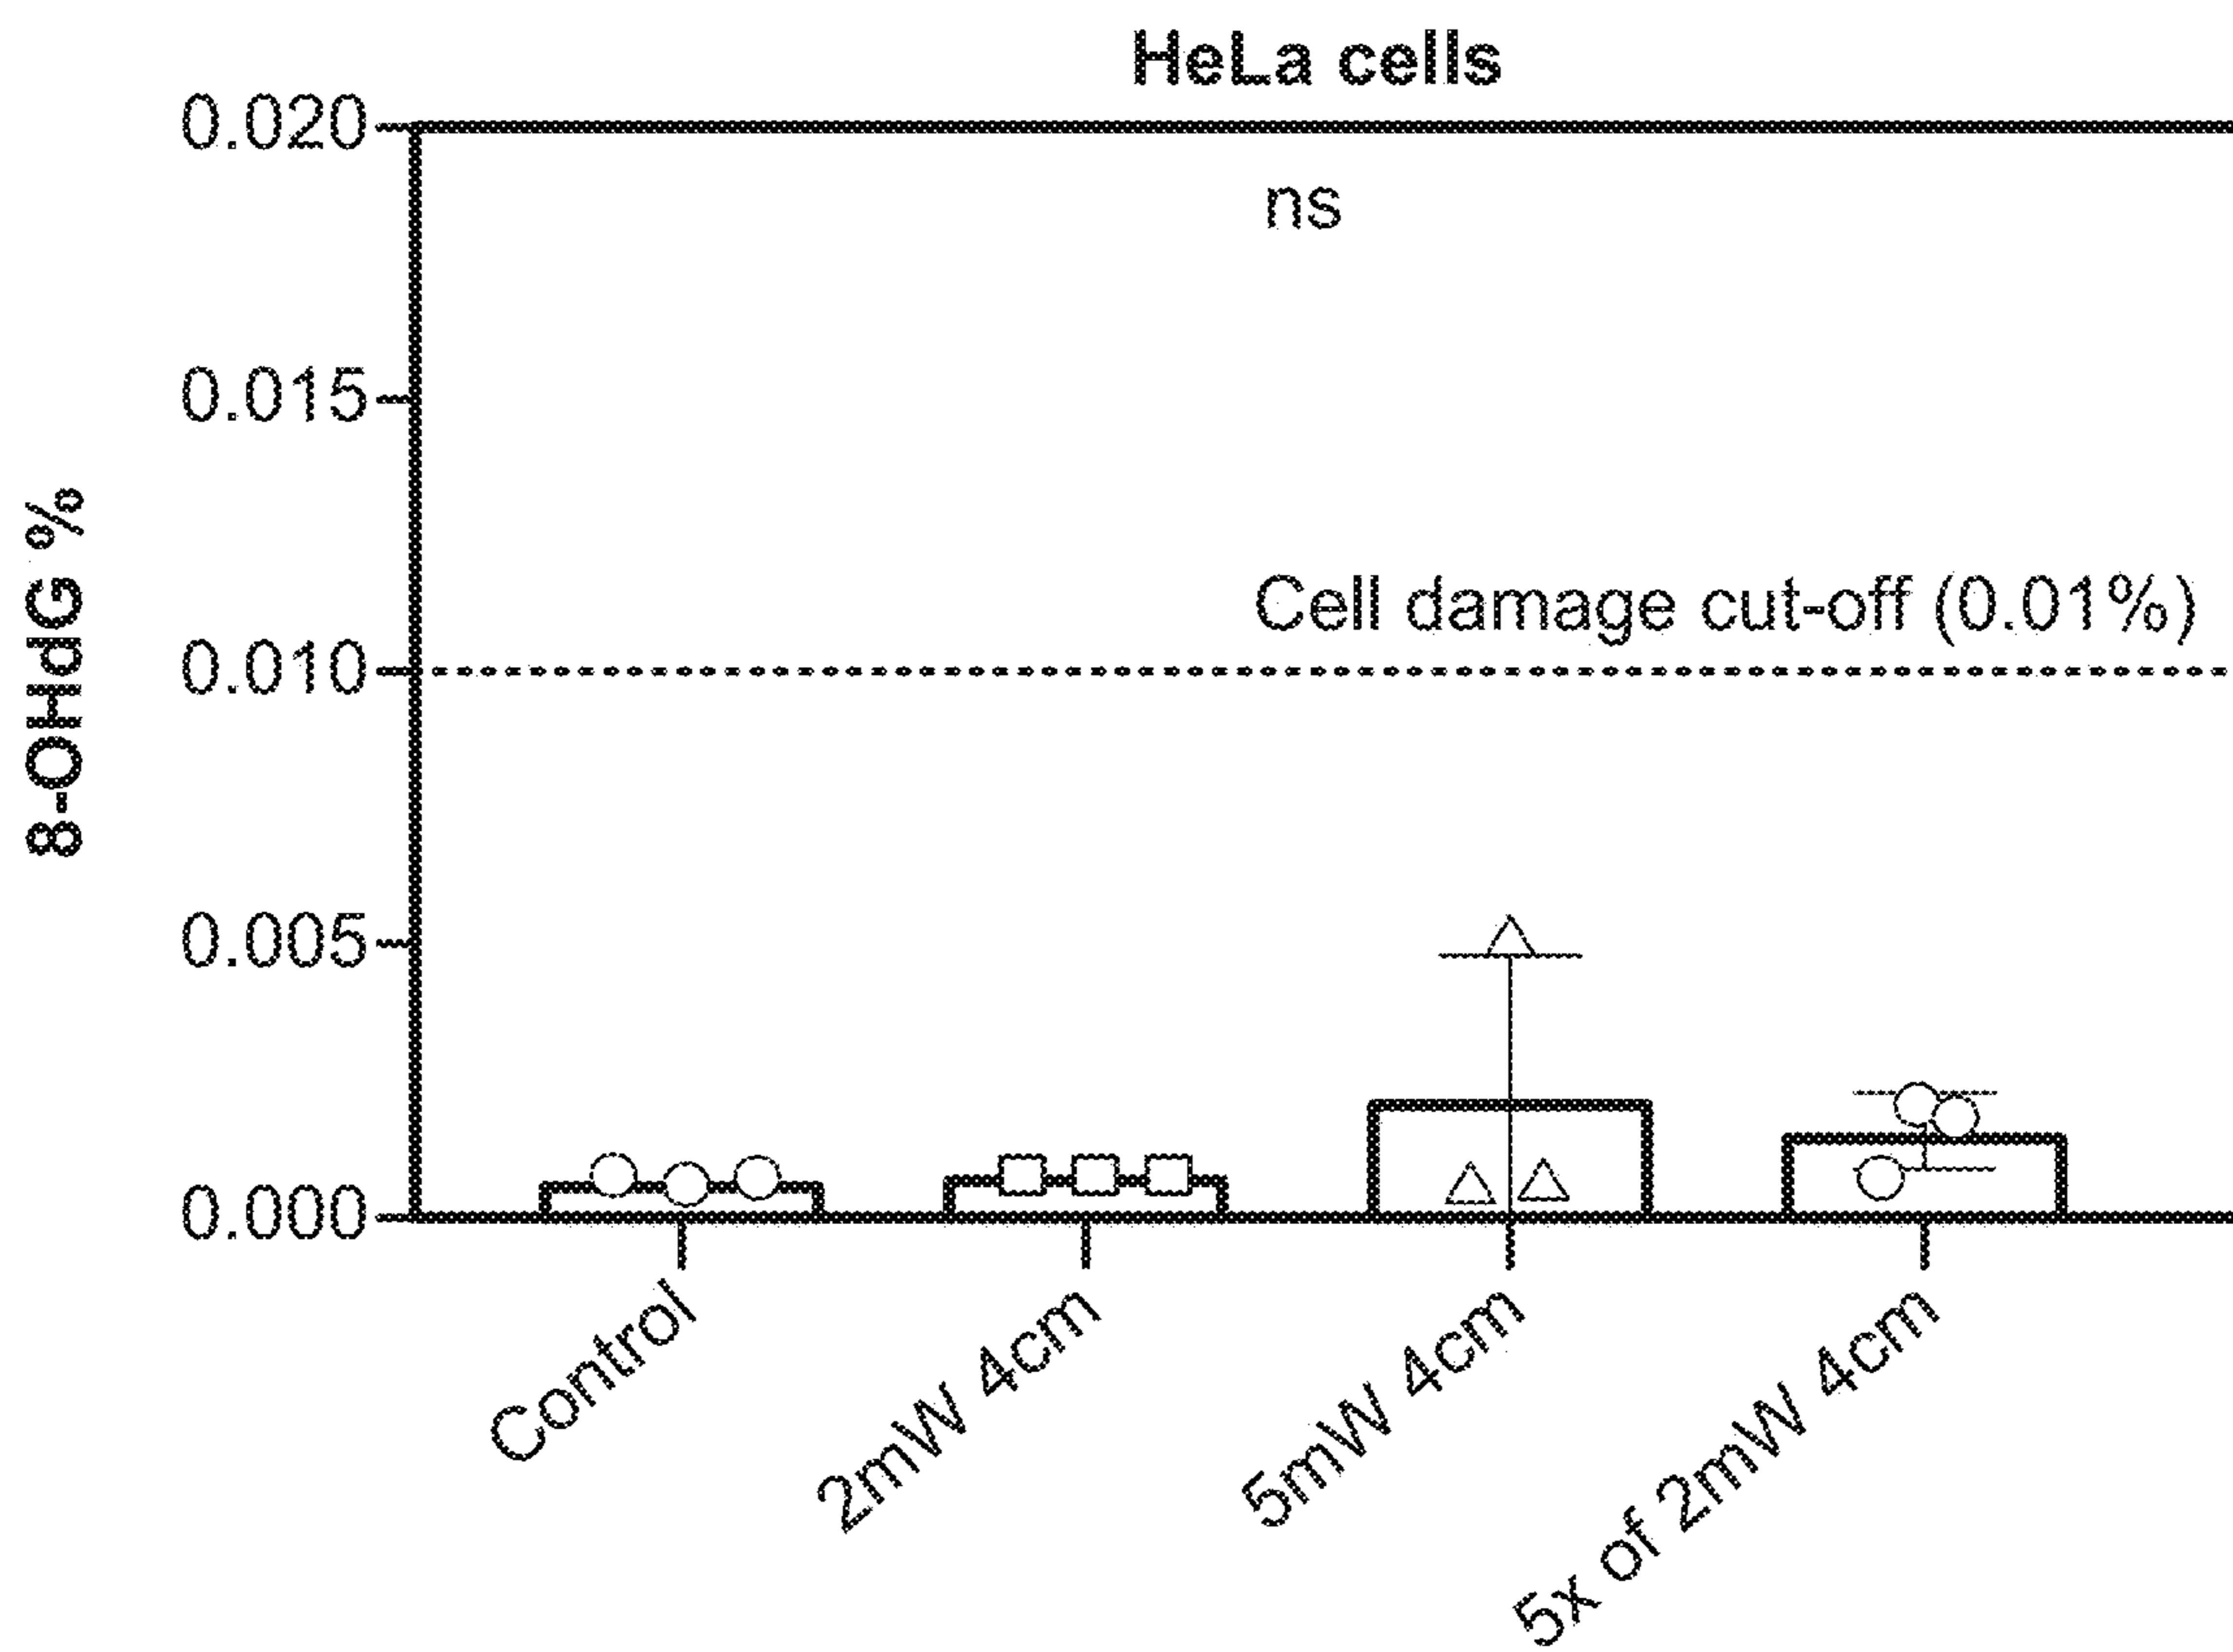 HeLa cells
0.020
ns
0.015
Cell damage cut-off (0.01%)
0.010
8-OHdG %
0.005
0.000
Control
2mW 4cm
5mW 4cm
5x of 2mW 4cm